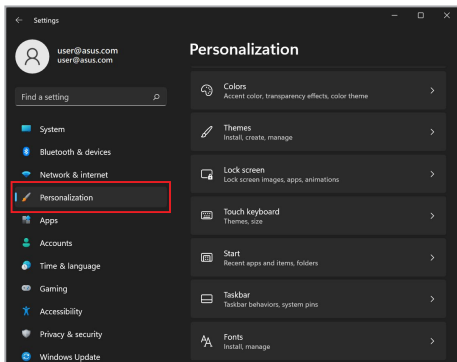 Settings
user@asus.com
user@asus.com
Find a setting
System
Bluetooth & devices
Network & internet
Personalization
Apps
Accounts
Time & language
Gaming
Accessibility
Privacy & security
Windows Update
Personalization
Colors
Accent color, transparency effects, color theme
Themes
Install, create, manage
Lock screen
Lock screen images, apps, animations
Touch keyboard
Themes, size
Start
Recent apps and items, folders
Taskbar
Taskbar behaviors, system pins
Fonts
Install, manage